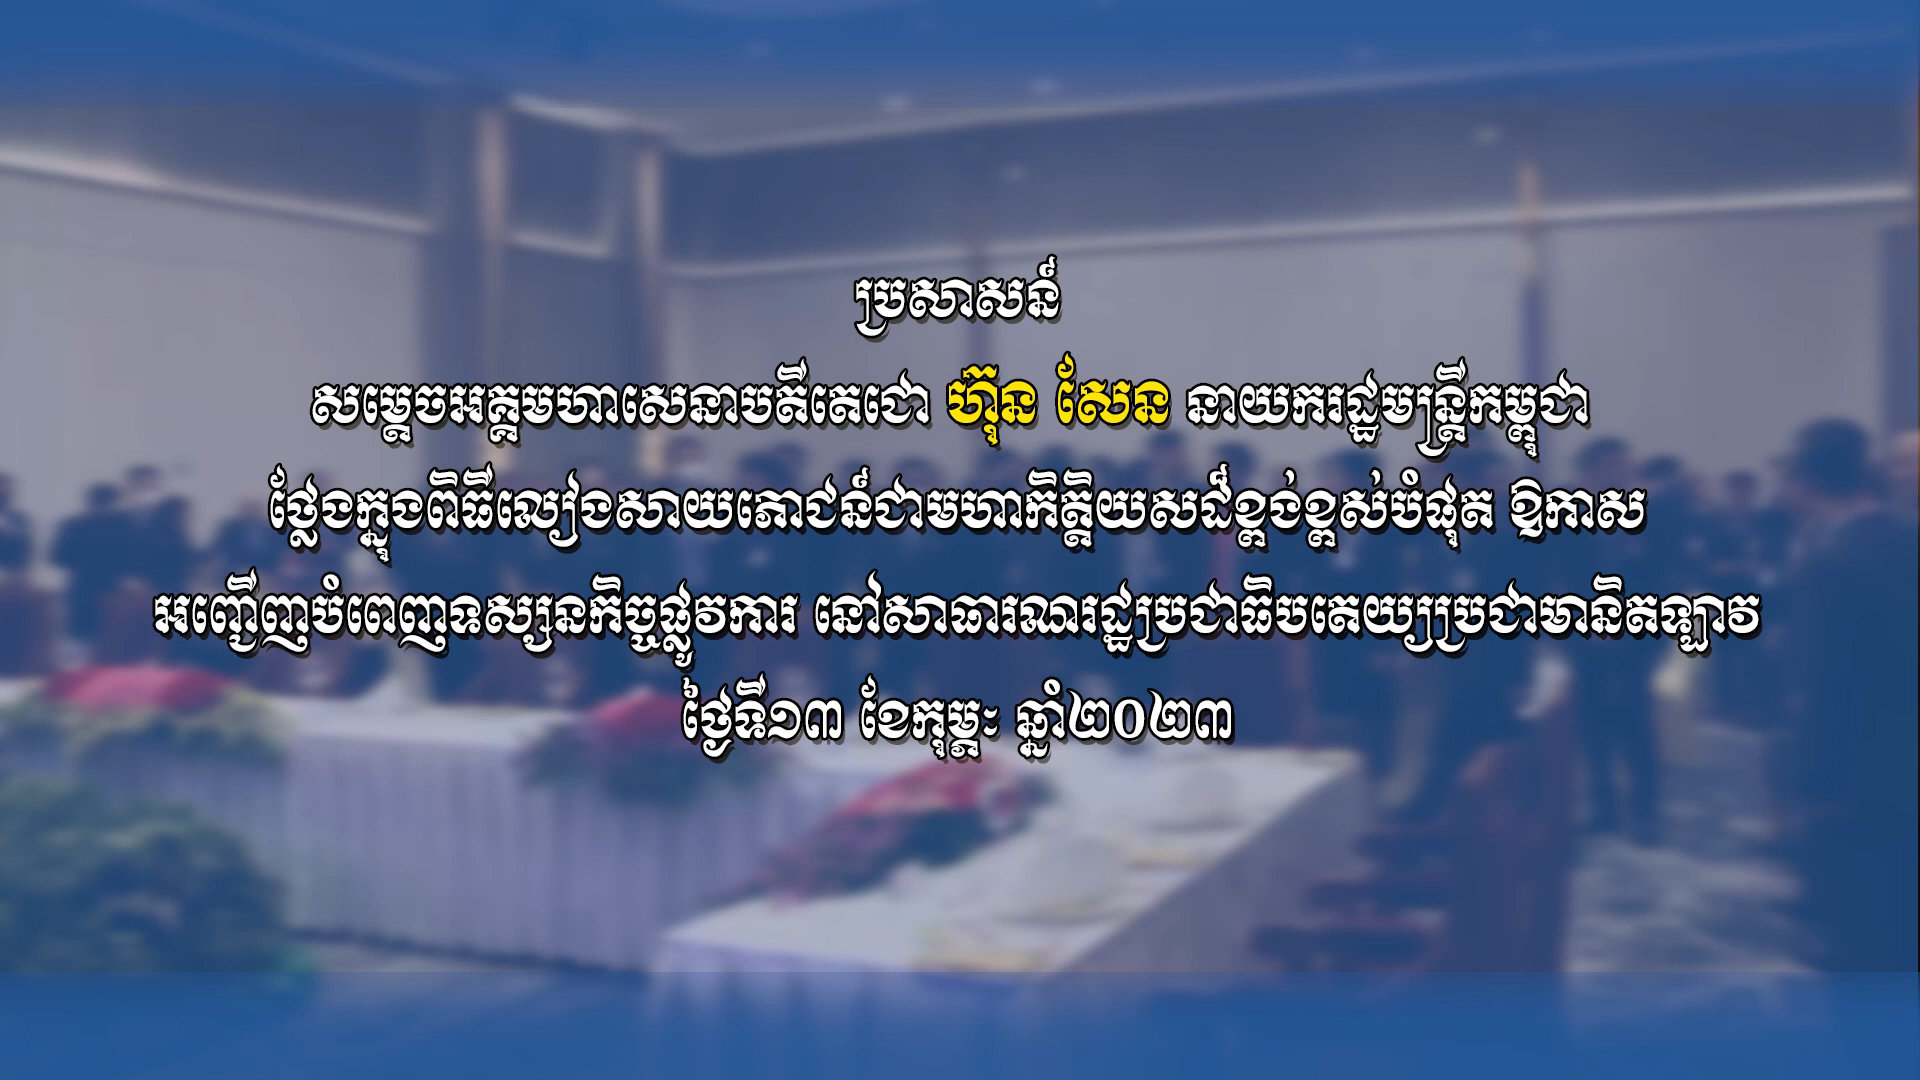 ប្រសាសន៍
សម្តេចអគ្គមហាសេនាបតីតេជោ ហ៊ុន សែន នាយករដ្ឋមន្ត្រីកម្ពុជា
ថ្លែងក្នុងពិធីលៀងសាយភោជន៍ជាមហាកិត្តិយសដ៏ខ្ពង់ខ្ពស់បំផុត ឱកាស
អញ្ជើញបំពេញទស្សនកិច្ចផ្លូវការ នៅសាធារណរដ្ឋប្រជាធិបតេយ្យប្រជាមានិតឡាវ
ថ្ងៃទី១៣ ខែកុម្ភៈ ឆ្នាំ២០២៣